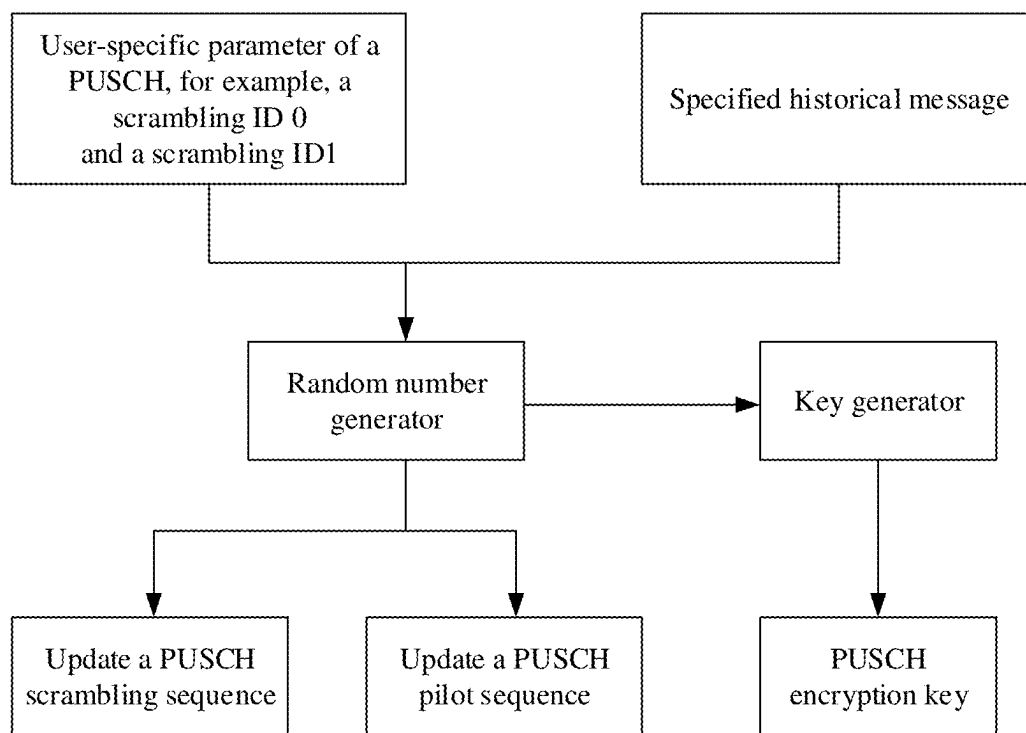 User-specific parameter of a
PUSCH, for example, a
scrambling ID 0
and a scrambling ID1
Specified historical message
Random number
generator
Key generator
Update a PUSCH
scrambling sequence
Update a PUSCH
pilot sequence
PUSCH
encryption key